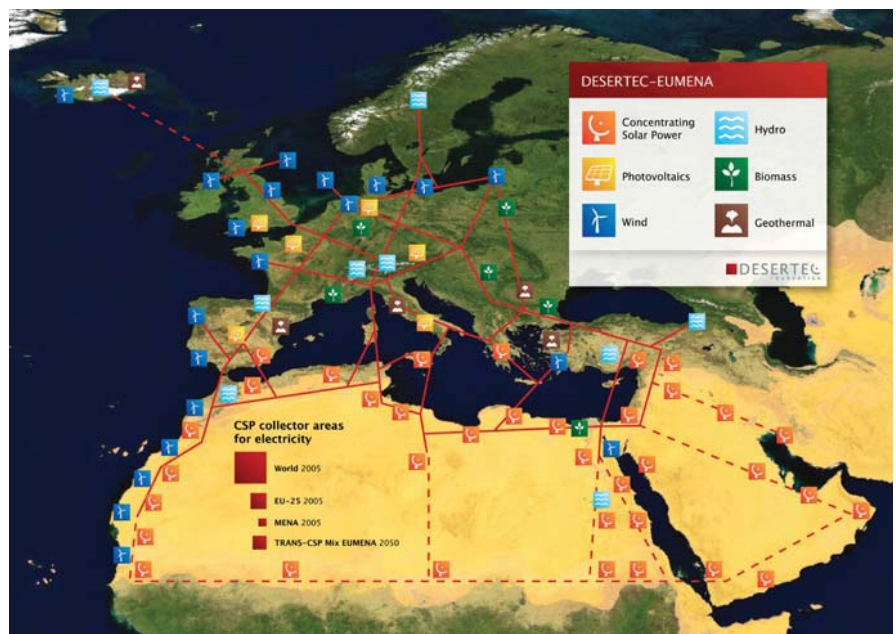 DESERTEC-EUMENA
Concentrating
Solar Power
Hydro
Photovoltaics
Biomass
Wind
Geothermal
DESERTEC
FOUNDATION
CSP collector areas
for electricity
World 2005
EU-25 2005
MENA 2005
TRANS-CSP Mix EUMENA 2050